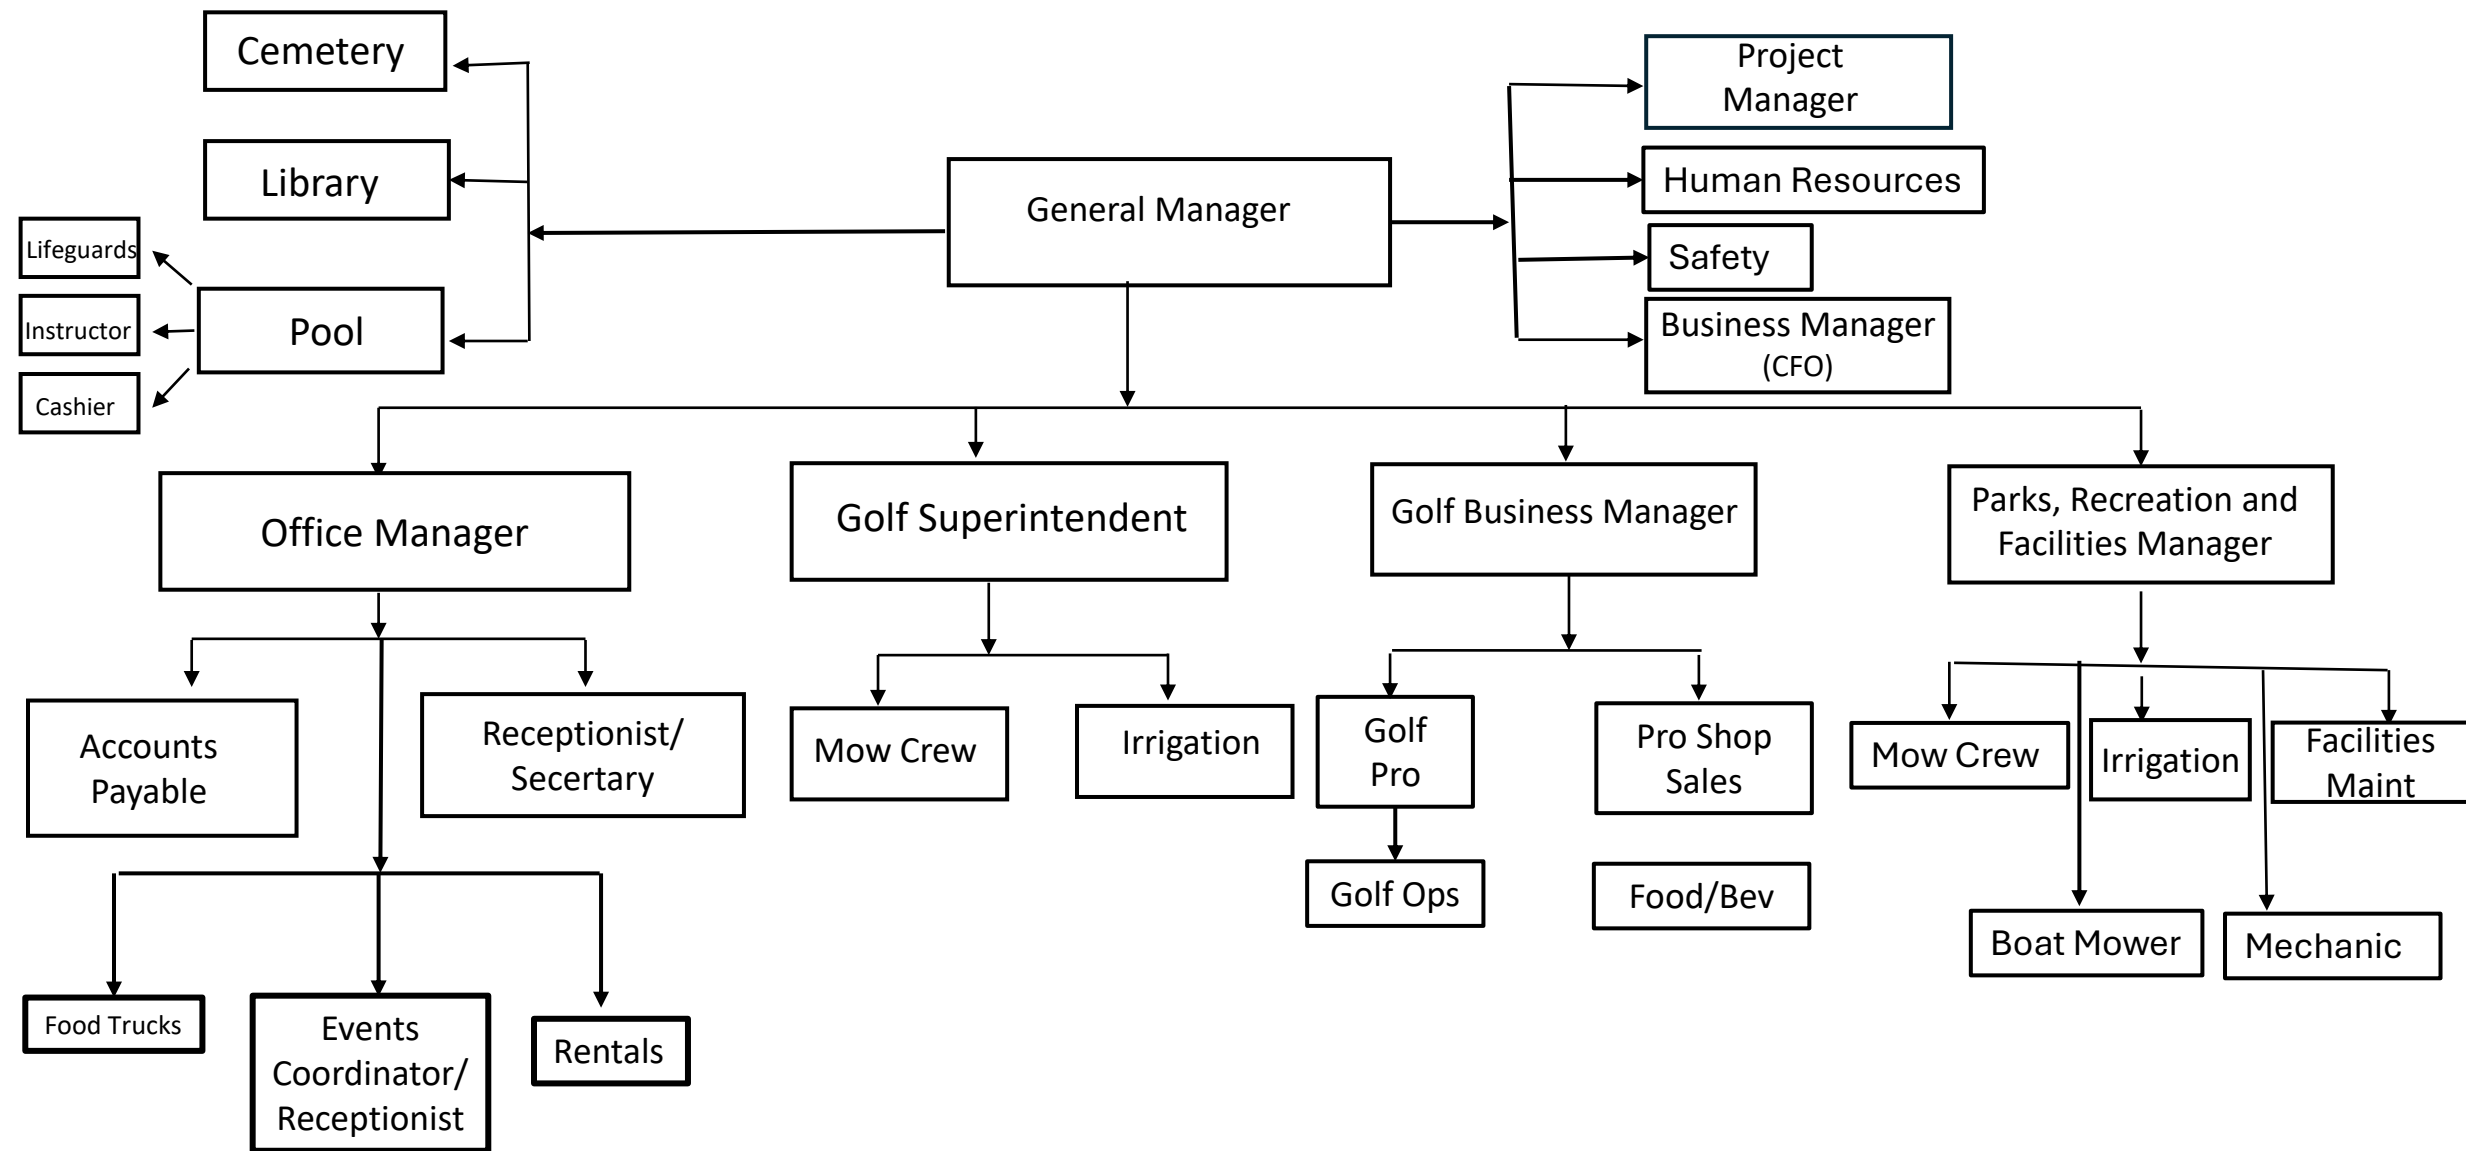 Cemetery
Project
Manager
Library
General Manager
Human Resources
Lifeguards
Safety
Instructor
Pool
Business Manager
(CFO)
Cashier
Office Manager
Golf Superintendent
Golf Business Manager
Parks, Recreation and
Facilities Manager
Accounts
Payable
Receptionist/
Secertary
Mow Crew
Irrigation
Golf
Pro
Pro Shop
Sales
Mow Crew
Irrigation
Facilities
Maint
Golf Ops
Food/Bev
Boat Mower
Mechanic
Food Trucks
Events
Coordinator/
Receptionist
Rentals